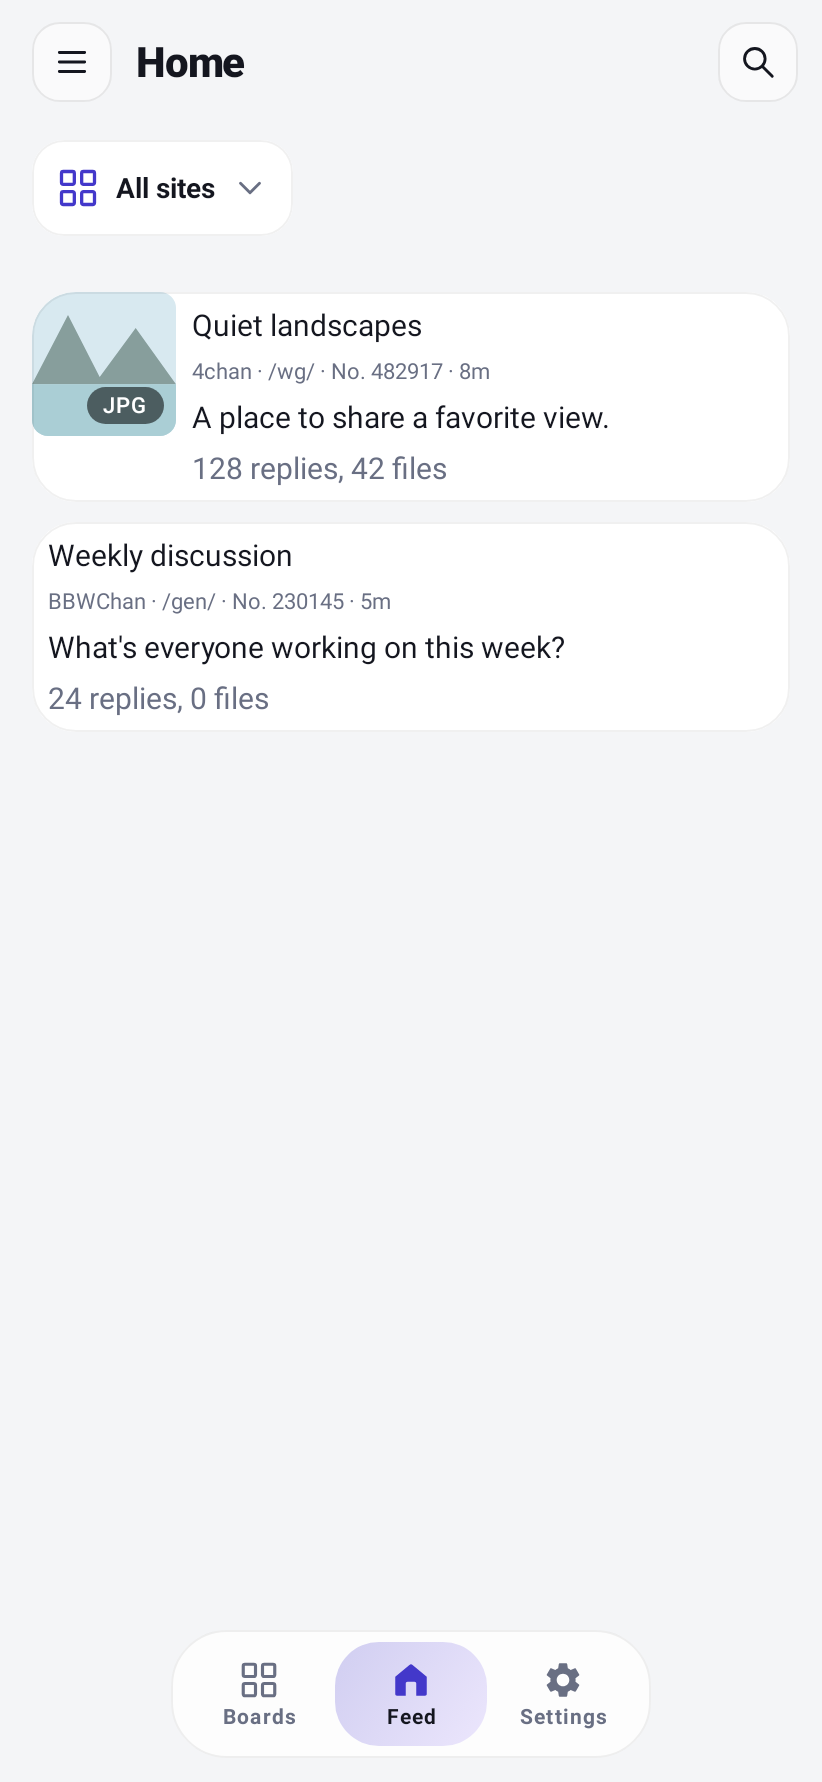 Home
All sites
Quiet landscapes
4chan · /wg/ · No. 482917 · 8m
JPG
A place to share a favorite view.
128 replies, 42 files
Weekly discussion
BBWChan · /gen/ · No. 230145 · 5m
What's everyone working on this week?
24 replies, 0 files
Boards
Feed
Settings